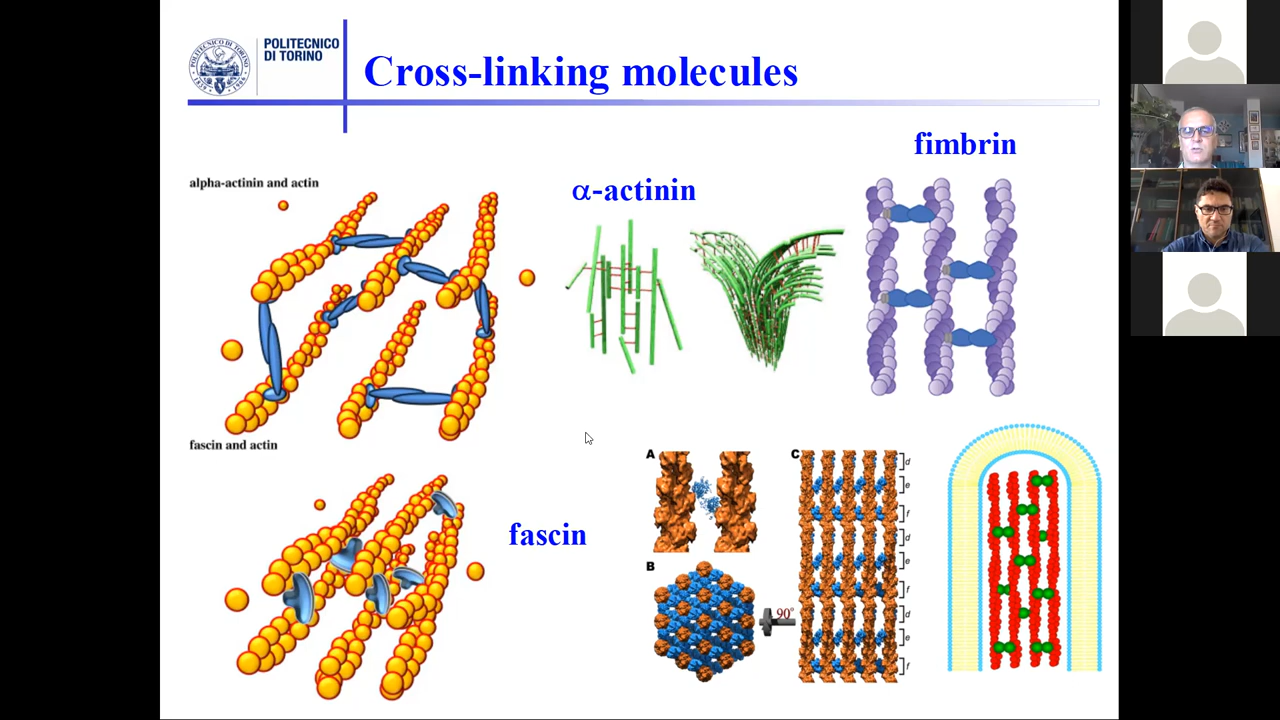 POLITECNICO
DI TORINO
Cross-linking molecules
fimbrin
alpha-actinin and actin
α-actinin
fascin and actin
fascin
A
B
C
d
e
f
d
e
f
d
e
f
90°